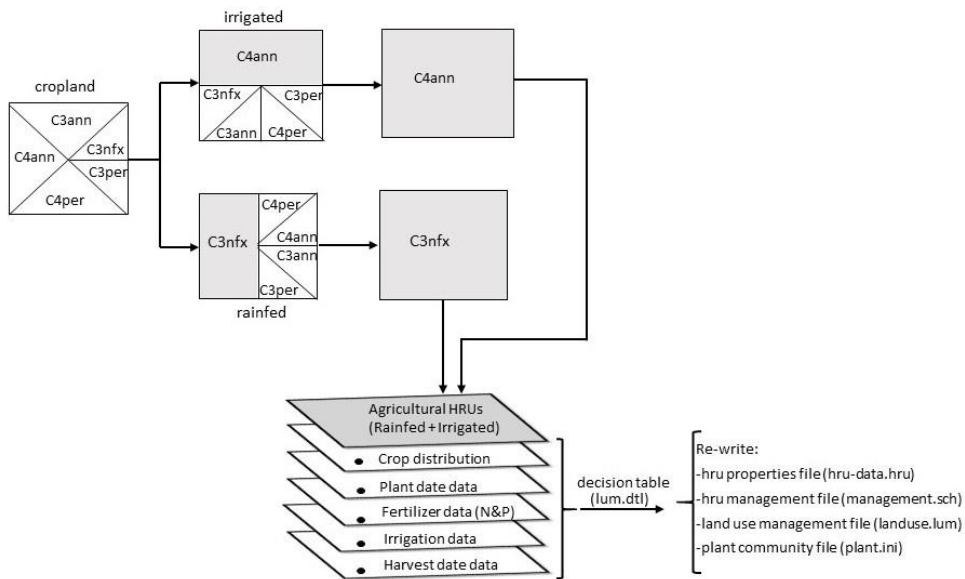 irrigated
C4ann
C3nfx
C3per
C3ann
C4per
C4ann
cropland
C3ann
C4ann
C3nfx
C3per
C4per
C4per
C3nfx
C4ann
C3ann
C3per
rainfed
C3nfx
Agricultural HRUs
(Rainfed + Irrigated)
• Crop distribution
• Plant date data
• Fertilizer data (N&P)
• Irrigation data
• Harvest date data
decision table
(lum.dtl)
Re-write:
-hru properties file (hru-data.hru)
-hru management file (management.sch)
-land use management file (landuse.lum)
-plant community file (plant.ini)